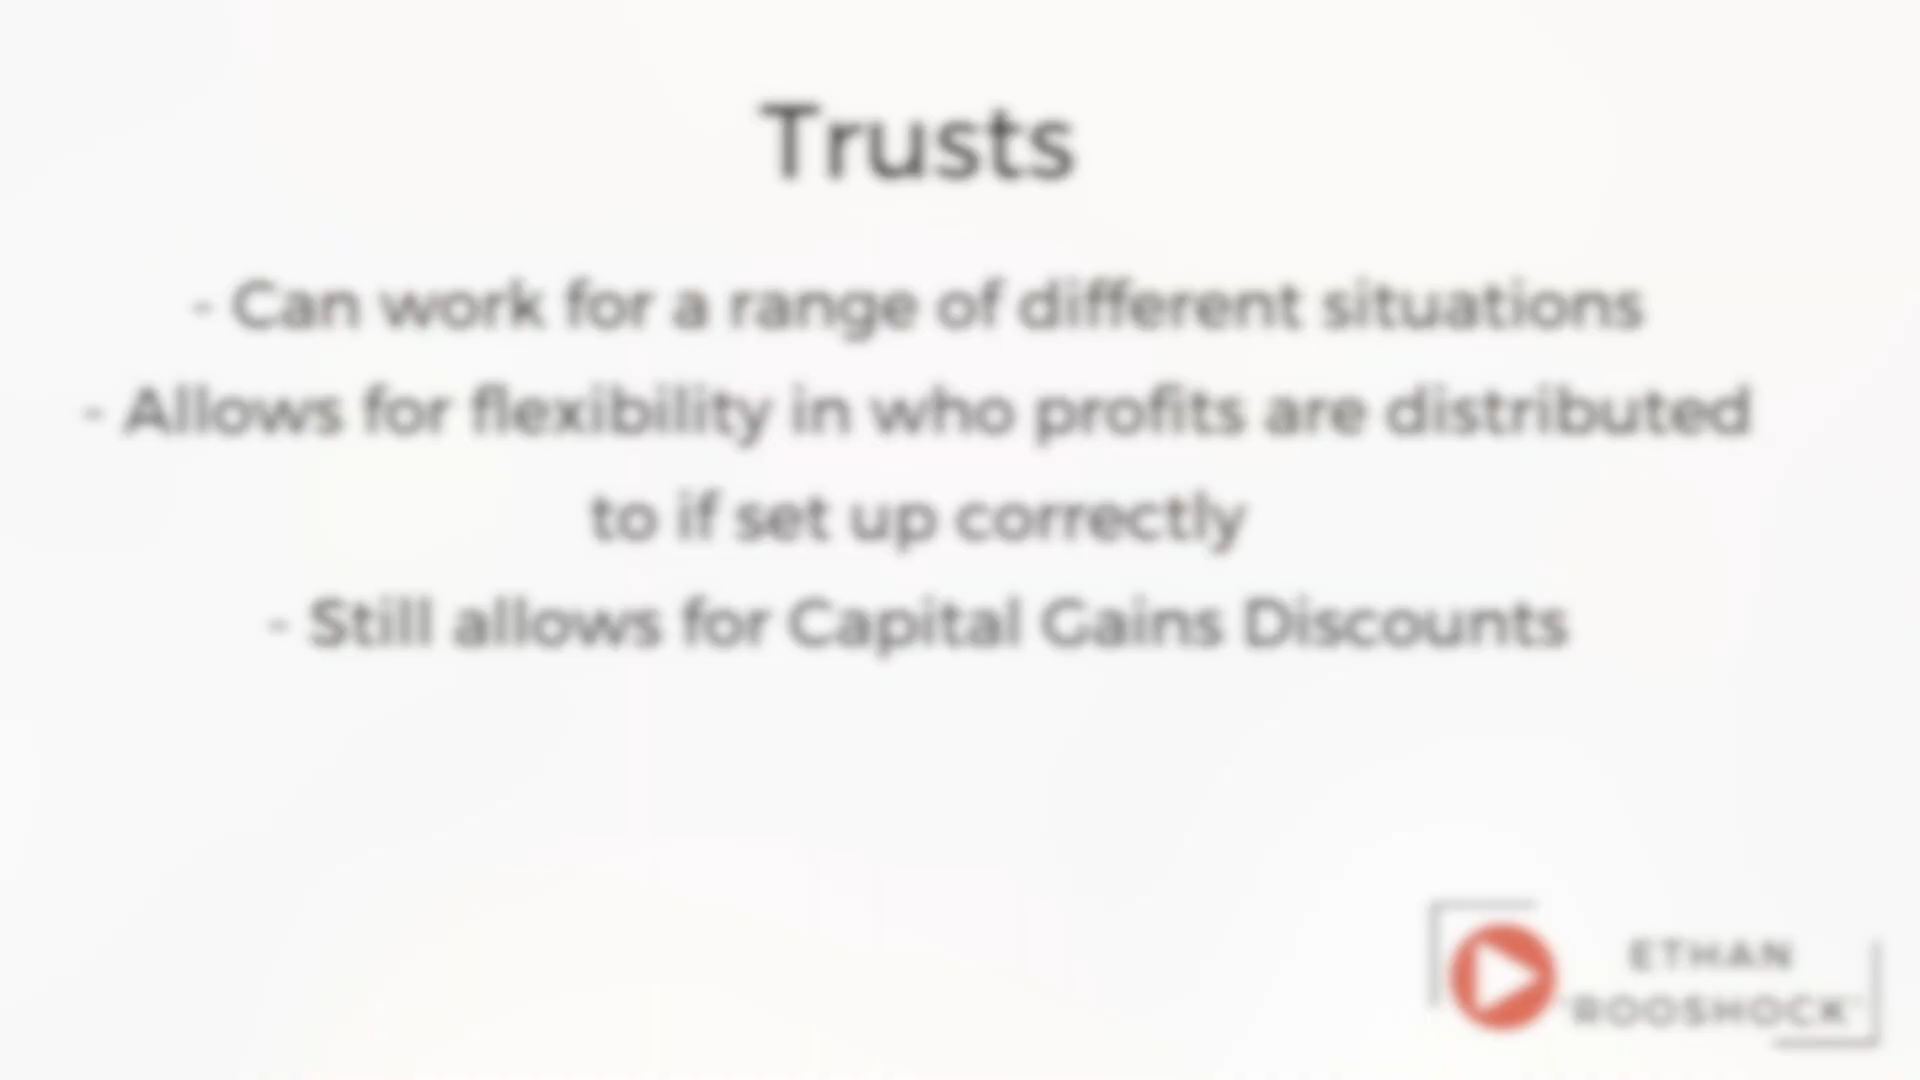 Trusts
- Can work for a range of different situations
- Allows for flexibility in who profits are distributed
to if set up correctly
- Still allows for Capital Gains Discounts
ETHAN
"ROOSHOCK"